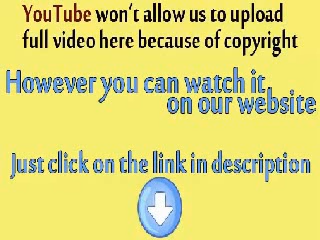 YouTube won't allow us to upload
full video here because of copyright
However you can watch it
on our website
Just click on the link in description